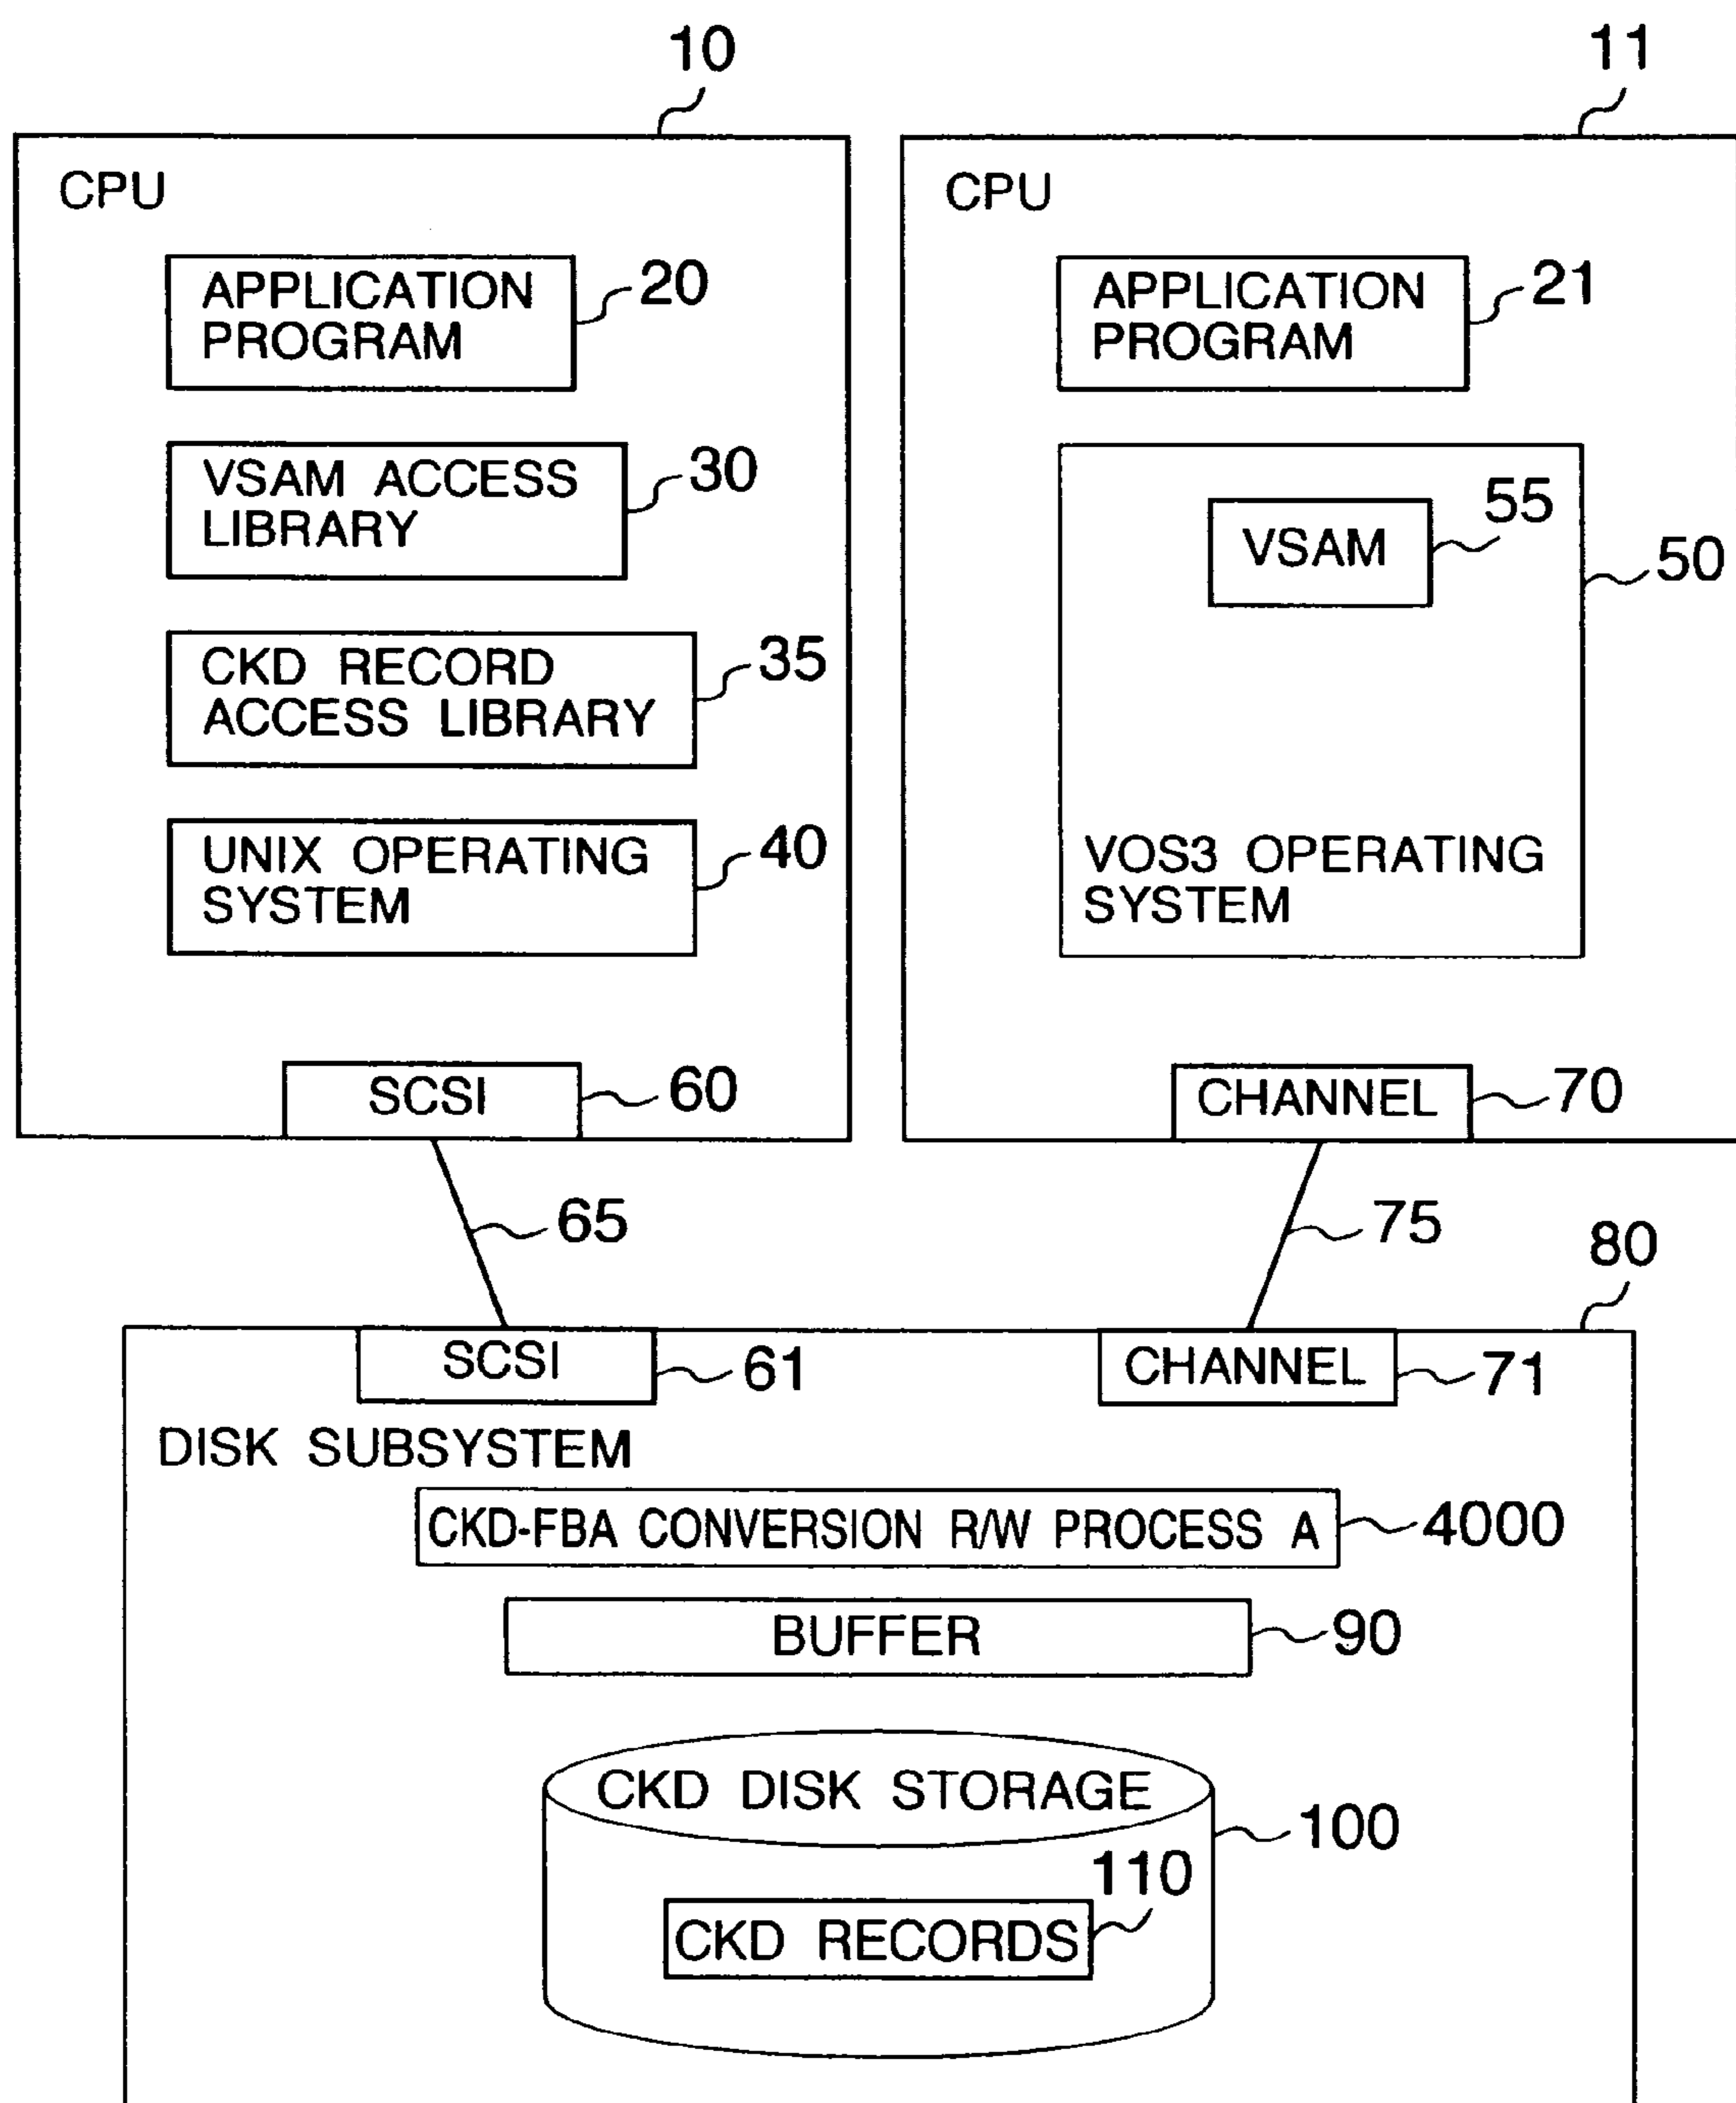 10
11
CPU
APPLICATION
PROGRAM
20
VSAM ACCESS
LIBRARY
30
CKD RECORD
ACCESS LIBRARY
35
UNIX OPERATING
SYSTEM
40
SCSI
60
CPU
APPLICATION
PROGRAM
21
VSAM
55
50
VOS3 OPERATING
SYSTEM
CHANNEL
70
65
75
80
SCSI
61
CHANNEL
71
DISK SUBSYSTEM
CKD-FBA CONVERSION R/W PROCESS A
4000
BUFFER
90
CKD DISK STORAGE
100
110
CKD RECORDS